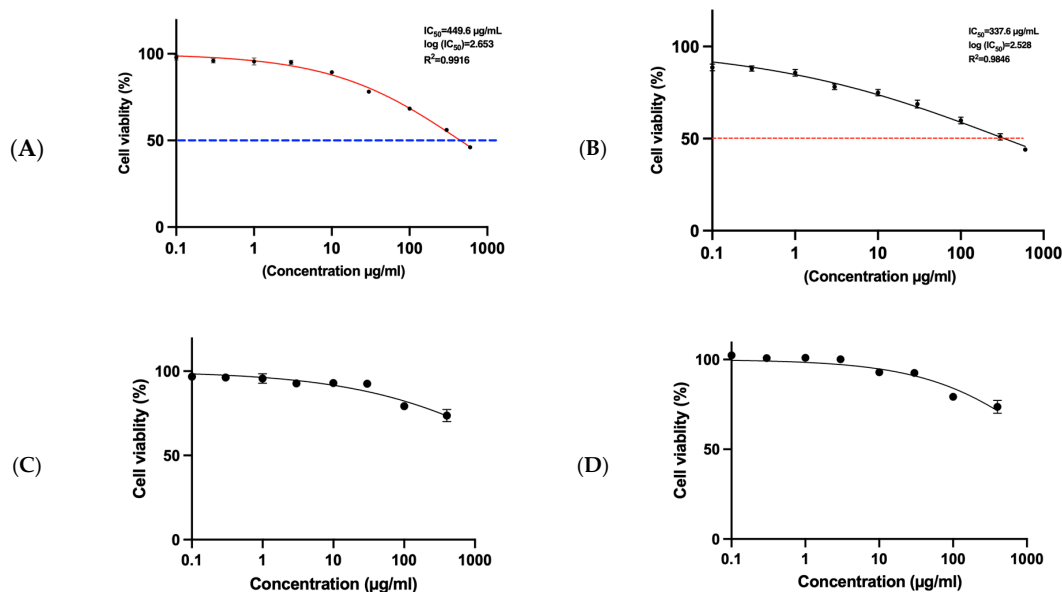 (A)
Cell viablity (%)
100
50
0
IC50=449.6 µg/mL
log (IC50)=2.653
R²=0.9916
0.1 1 10 100 1000
(Concentration µg/ml)
(B)
Cell viablity (%)
100
50
0
IC50=337.6 µg/mL
log (IC50)=2.528
R²=0.9846
0.1 1 10 100 1000
(Concentration µg/ml)
(C)
Cell viablity (%)
100
50
0
0.1 1 10 100 1000
Concentration (µg/ml)
(D)
Cell viablity (%)
100
50
0
0.1 1 10 100 1000
Concentration (µg/ml)